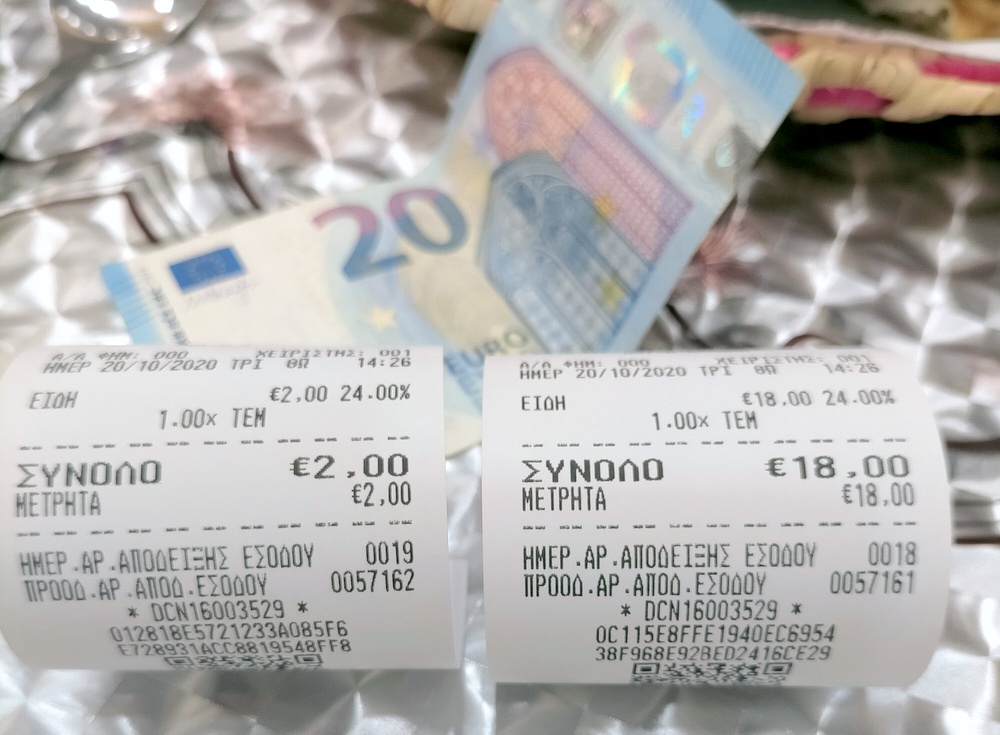 20
EURO
Α/Α ΦΗΜ: 000 ΧΕΙΡΙΣΤΗΣ: 001
ΗΜΕΡ 20/10/2020 ΤΡΙ ΘΩ 14:26
ΕΙΔΗ €2,00 24.00%
1.00x ΤΕΜ
ΣΥΝΟΛΟ €2,00
ΜΕΤΡΗΤΑ €2,00
ΗΜΕΡ.ΑΡ.ΑΠΟΔΕΙΞΗΣ ΕΣΟΔΟΥ 0019
ΠΡΟΟΔ.ΑΡ.ΑΠΟΔ.ΕΣΟΔΟΥ 0057162
* DCN16003529 *
012818E5721233A085F6
E728931ACC8819548FF8
Α/Α ΦΗΜ: 000 ΧΕΙΡΙΣΤΗΣ: 001
ΗΜΕΡ 20/10/2020 ΤΡΙ ΘΩ 14:26
ΕΙΔΗ €18,00 24.00%
1.00x ΤΕΜ
ΣΥΝΟΛΟ €18,00
ΜΕΤΡΗΤΑ €18,00
ΗΜΕΡ.ΑΡ.ΑΠΟΔΕΙΞΗΣ ΕΣΟΔΟΥ 0018
ΠΡΟΟΔ.ΑΡ.ΑΠΟΔ.ΕΣΟΔΟΥ 0057161
* DCN16003529 *
0C115E8FFE1940EC6954
38F968E92BED2416CE29